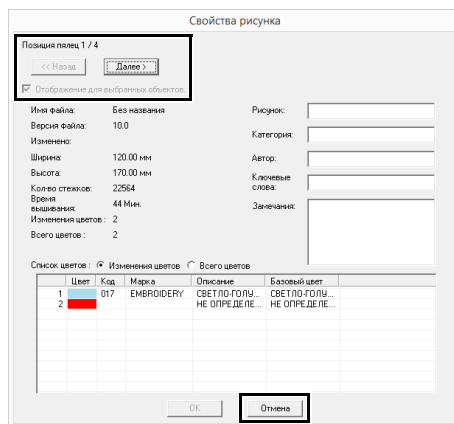 Свойства рисунка
Позиция пялец 1 / 4
<< Назад
Далее >
Отображение для выбранных объектов.
Имя файла: Без названия
Рисунок:
Версия файла: 10.0
Категория:
Изменено:
Ширина: 120.00 мм
Автор:
Высота: 170.00 мм
Ключевые
слова:
Кол-во стежков: 22564
Время
вышивания: 44 Мин.
Замечания:
Изменения цветов : 2
Всего цветов : 2
Список цветов : Изменения цветов Всего цветов
Цвет Код Марка Описание Базовый цвет
1 017 EMBROIDERY СВЕТЛО-ГОЛУ... СВЕТЛО-ГОЛУ...
2 НЕ ОПРЕДЕЛЕ... НЕ ОПРЕДЕЛЕ...
OK
Отмена